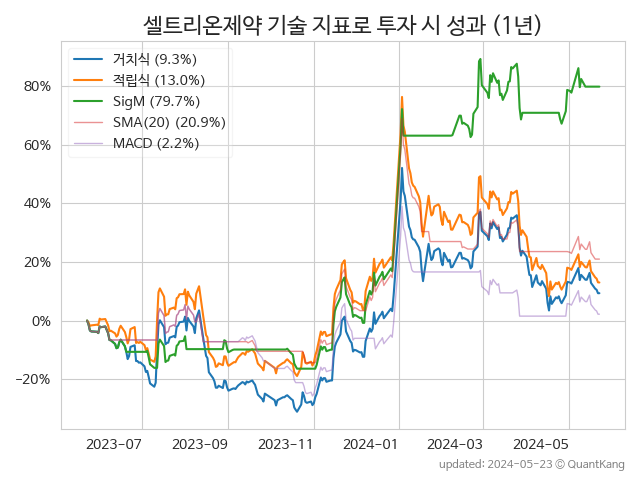 셀트리온제약 기술 지표로 투자 시 성과 (1년)
거치식 (9.3%)
적립식 (13.0%)
SigM (79.7%)
SMA(20) (20.9%)
MACD (2.2%)
80%
60%
40%
20%
0%
−20%
2023-07 2023-09 2023-11 2024-01 2024-03 2024-05
updated: 2024-05-23 © QuantKang